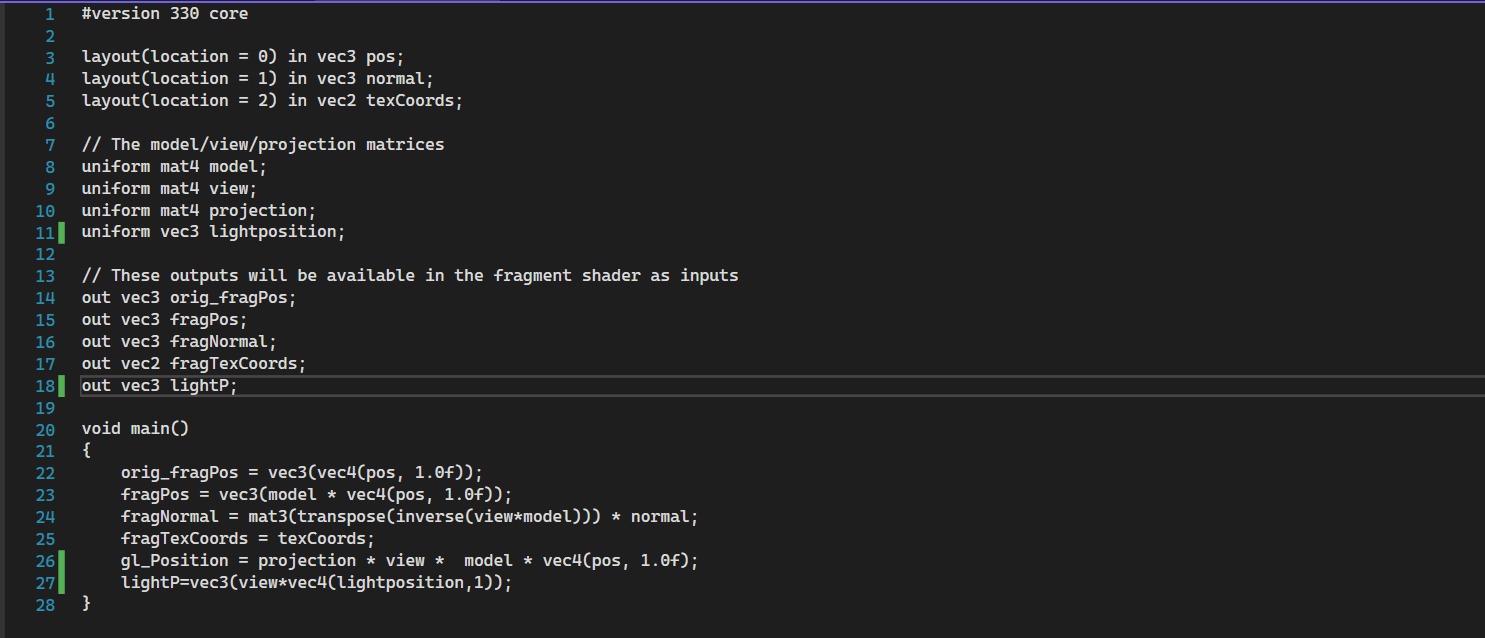 1 #version 330 core
2
3 layout(location = 0) in vec3 pos;
4 layout(location = 1) in vec3 normal;
5 layout(location = 2) in vec2 texCoords;
6
7 // The model/view/projection matrices
8 uniform mat4 model;
9 uniform mat4 view;
10 uniform mat4 projection;
11 uniform vec3 lightposition;
12
13 // These outputs will be available in the fragment shader as inputs
14 out vec3 orig_fragPos;
15 out vec3 fragPos;
16 out vec3 fragNormal;
17 out vec2 fragTexCoords;
18 out vec3 lightP;
19
20 void main()
21 {
22     orig_fragPos = vec3(vec4(pos, 1.0f));
23     fragPos = vec3(model * vec4(pos, 1.0f));
24     fragNormal = mat3(transpose(inverse(view*model))) * normal;
25     fragTexCoords = texCoords;
26     gl_Position = projection * view *  model * vec4(pos, 1.0f);
27     lightP=vec3(view*vec4(lightposition,1));
28 }